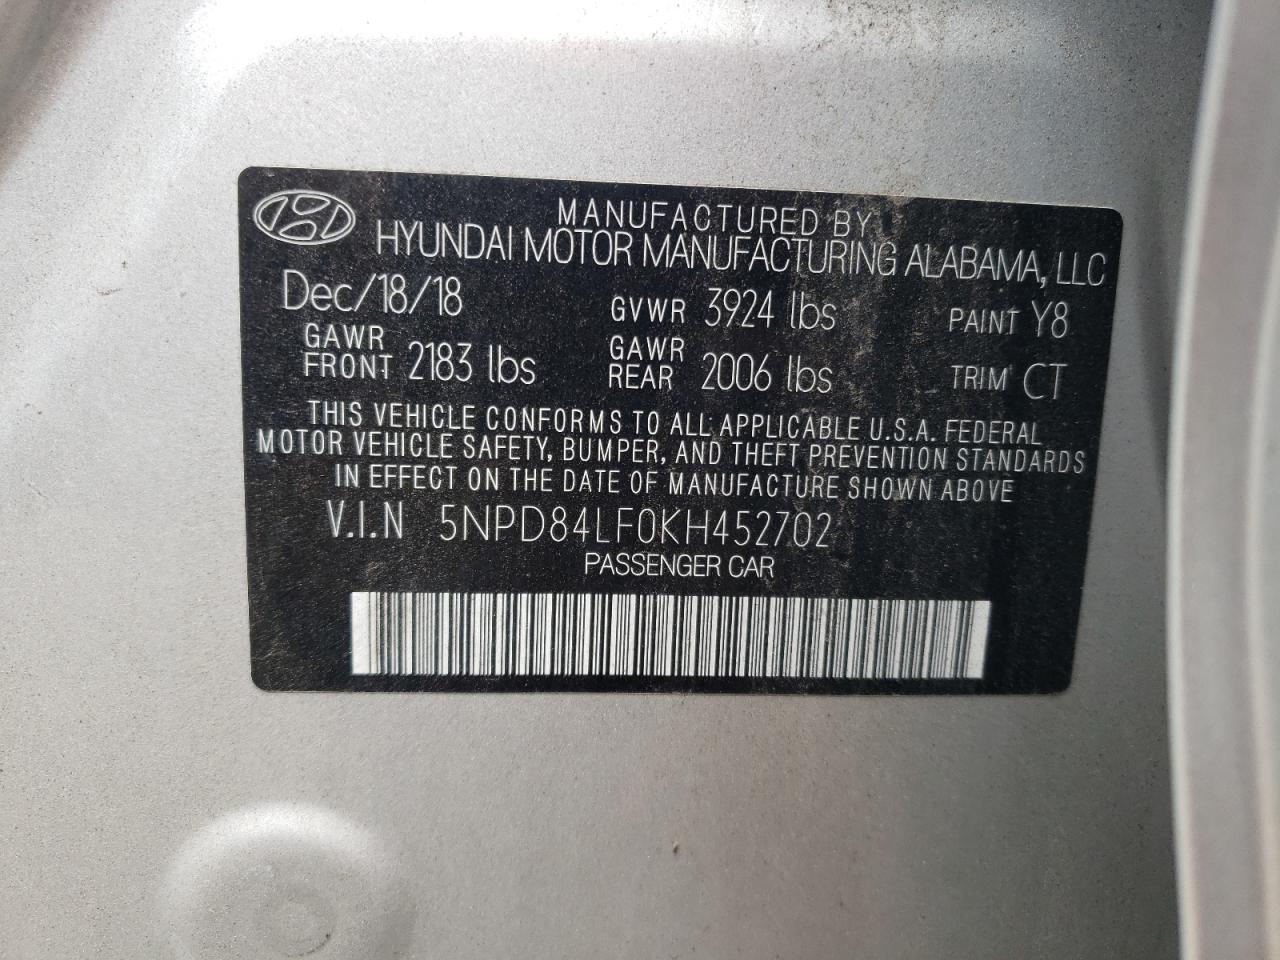 MANUFACTURED BY
HYUNDAI MOTOR MANUFACTURING ALABAMA, LLC
Dec/18/18 GVWR 3924 lbs PAINT Y8
GAWR FRONT 2183 lbs GAWR REAR 2006 lbs TRIM CT
THIS VEHICLE CONFORMS TO ALL APPLICABLE U.S.A. FEDERAL
MOTOR VEHICLE SAFETY, BUMPER, AND THEFT PREVENTION STANDARDS
IN EFFECT ON THE DATE OF MANUFACTURE SHOWN ABOVE
V.I.N 5NPD84LF0KH452702
PASSENGER CAR